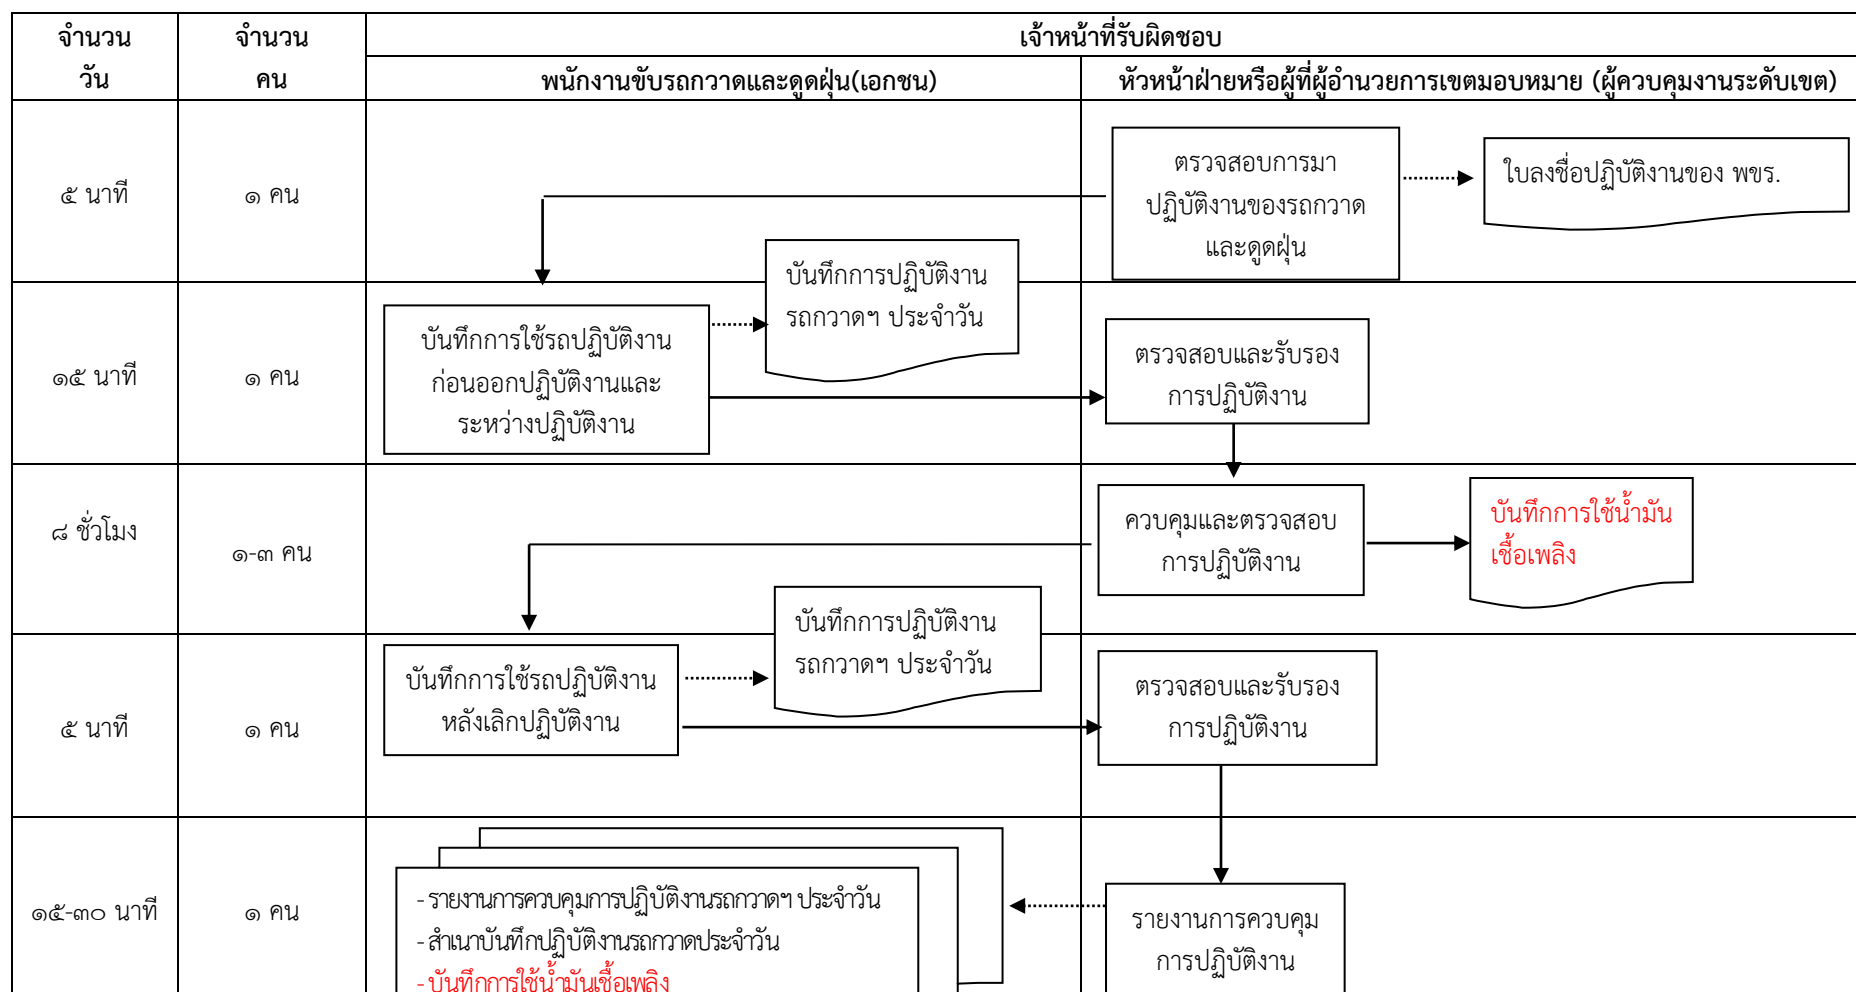 จำนวน
วัน
จำนวน
คน
เจ้าหน้าที่รับผิดชอบ
พนักงานขับรถกวาดและดูดฝุ่น(เอกชน)
หัวหน้าฝ่ายหรือผู้ที่ผู้อำนวยการเขตมอบหมาย (ผู้ควบคุมงานระดับเขต)
๕ นาที
๑ คน
ตรวจสอบการมา
ปฏิบัติงานของรถกวาด
และดูดฝุ่น
ใบลงชื่อปฏิบัติงานของ พขร.
๑๕ นาที
๑ คน
บันทึกการใช้รถปฏิบัติงาน
ก่อนออกปฏิบัติงานและ
ระหว่างปฏิบัติงาน
บันทึกการปฏิบัติงาน
รถกวาดฯ ประจำวัน
ตรวจสอบและรับรอง
การปฏิบัติงาน
๘ ชั่วโมง
๑-๓ คน
ควบคุมและตรวจสอบ
การปฏิบัติงาน
บันทึกการใช้น้ำมัน
เชื้อเพลิง
๕ นาที
๑ คน
บันทึกการใช้รถปฏิบัติงาน
หลังเลิกปฏิบัติงาน
บันทึกการปฏิบัติงาน
รถกวาดฯ ประจำวัน
ตรวจสอบและรับรอง
การปฏิบัติงาน
๑๕-๓๐ นาที
๑ คน
- รายงานการควบคุมการปฏิบัติงานรถกวาดฯ ประจำวัน
- สำเนาบันทึกปฏิบัติงานรถกวาดประจำวัน
- บันทึกการใช้น้ำมันเชื้อเพลิง
รายงานการควบคุม
การปฏิบัติงาน